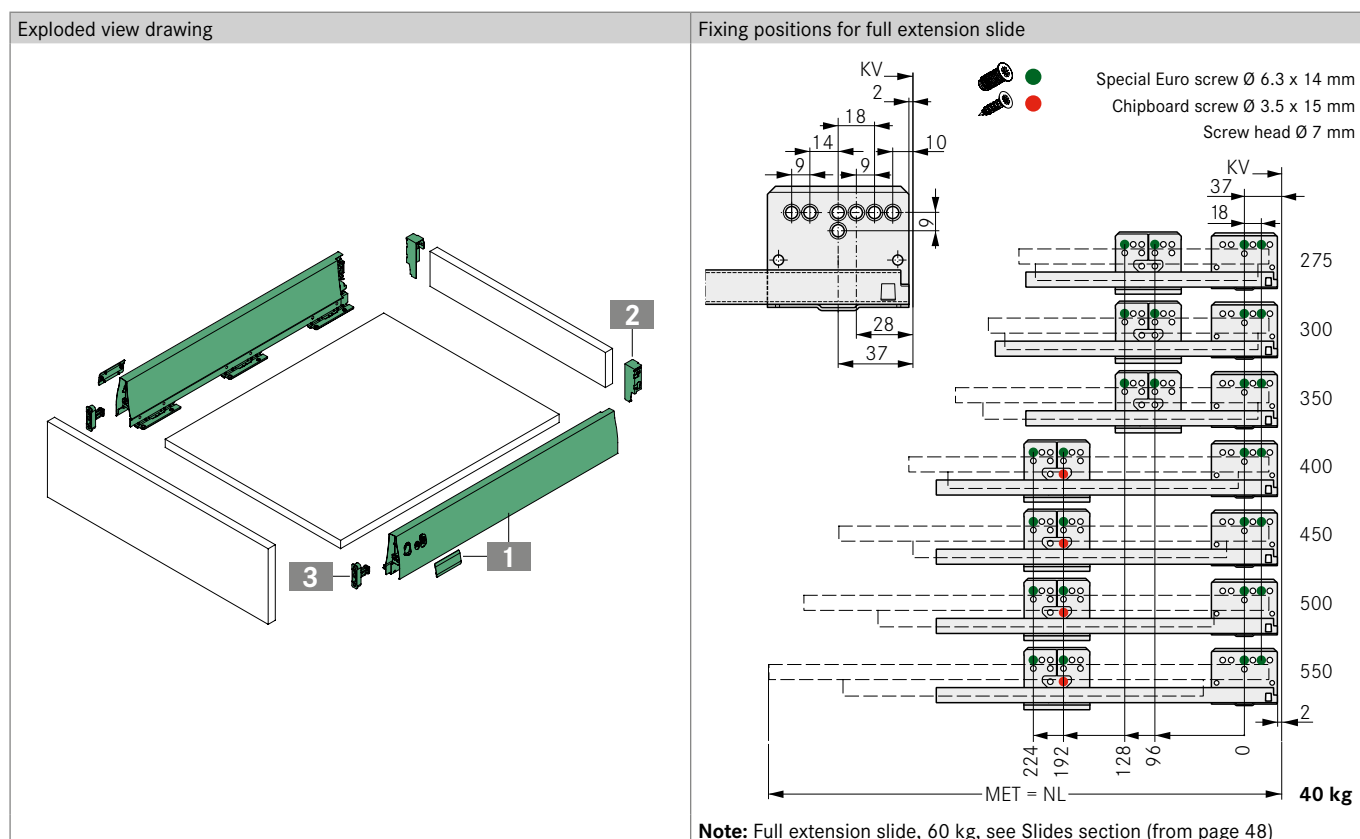 Exploded view drawing
2
1
3
Fixing positions for full extension slide
KV
2
18
14
10
9
9
9
28
37
Special Euro screw Ø 6.3 x 14 mm
Chipboard screw Ø 3.5 x 15 mm
Screw head Ø 7 mm
KV
37
18
275
300
350
400
450
500
550
2
224
192
128
96
0
MET = NL
40 kg
Note: Full extension slide, 60 kg, see Slides section (from page 48)